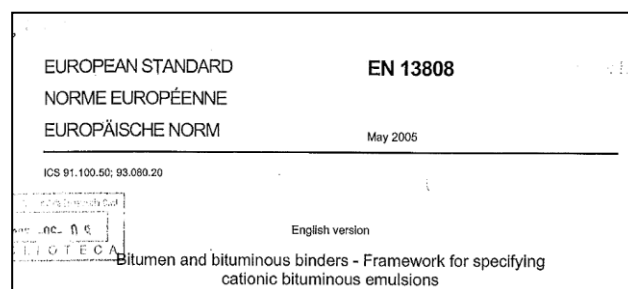 EUROPEAN STANDARD
EN 13808
NORME EUROPÉENNE
EUROPÄISCHE NORM
May 2005
ICS 91.100.50; 93.080.20
English version
Bitumen and bituminous binders - Framework for specifying
cationic bituminous emulsions